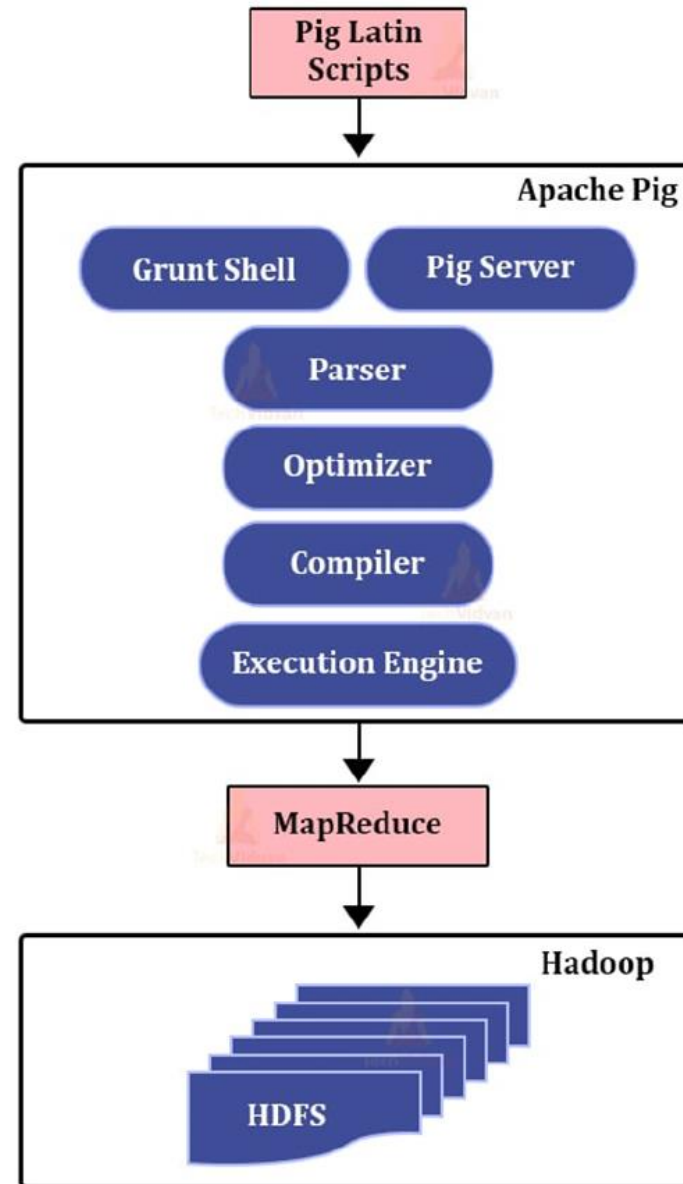 Pig Latin
Scripts
Apache Pig
Grunt Shell
Pig Server
Parser
Optimizer
Compiler
Execution Engine
MapReduce
Hadoop
HDFS